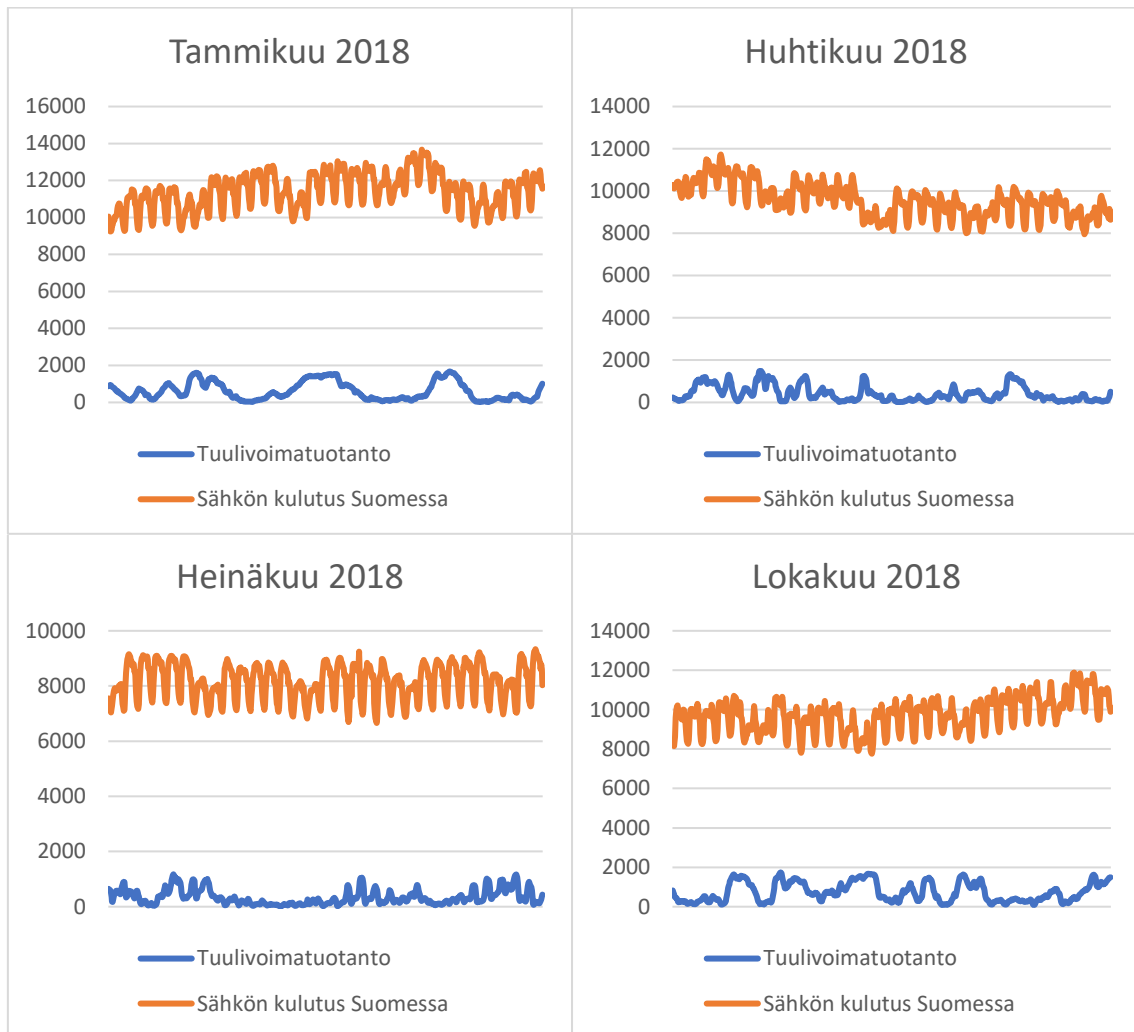 Tammikuu 2018
16000
14000
12000
10000
8000
6000
4000
2000
0
Tuulivoimatuotanto
Sähkön kulutus Suomessa
Huhtikuu 2018
14000
12000
10000
8000
6000
4000
2000
0
Tuulivoimatuotanto
Sähkön kulutus Suomessa
Heinäkuu 2018
10000
8000
6000
4000
2000
0
Tuulivoimatuotanto
Sähkön kulutus Suomessa
Lokakuu 2018
14000
12000
10000
8000
6000
4000
2000
0
Tuulivoimatuotanto
Sähkön kulutus Suomessa